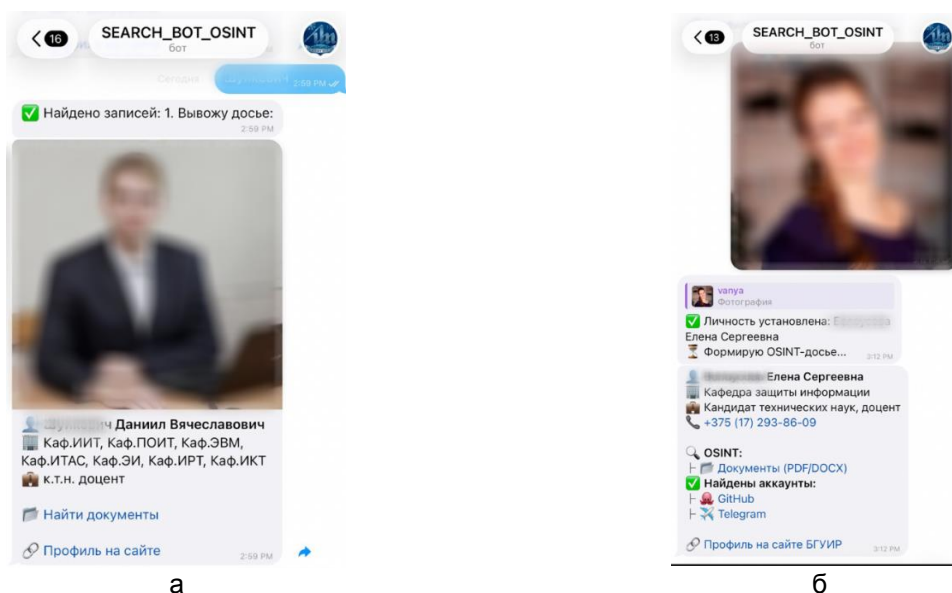 16
SEARCH_BOT_OSINT
бот
Сегодня
2:59 PM
✅ Найдено записей: 1. Вывожу досье:
2:59 PM
Даниил Вячеславович
Каф.ИИТ, Каф.ПОИТ, Каф.ЭВМ,
Каф.ИТАС, Каф.ЭИ, Каф.ИРТ, Каф.ИКТ
к.т.н. доцент
Найти документы
Профиль на сайте
2:59 PM
а
13
SEARCH_BOT_OSINT
бот
vanya
Фотография
✅ Личность установлена:
Елена Сергеевна
Формирую OSINT-досье...
3:12 PM
Елена Сергеевна
Кафедра защиты информации
Кандидат технических наук, доцент
+375 (17) 293-86-09
OSINT:
Документы (PDF/DOCX)
✅ Найдены аккаунты:
GitHub
Telegram
Профиль на сайте БГУИР
3:12 PM
б